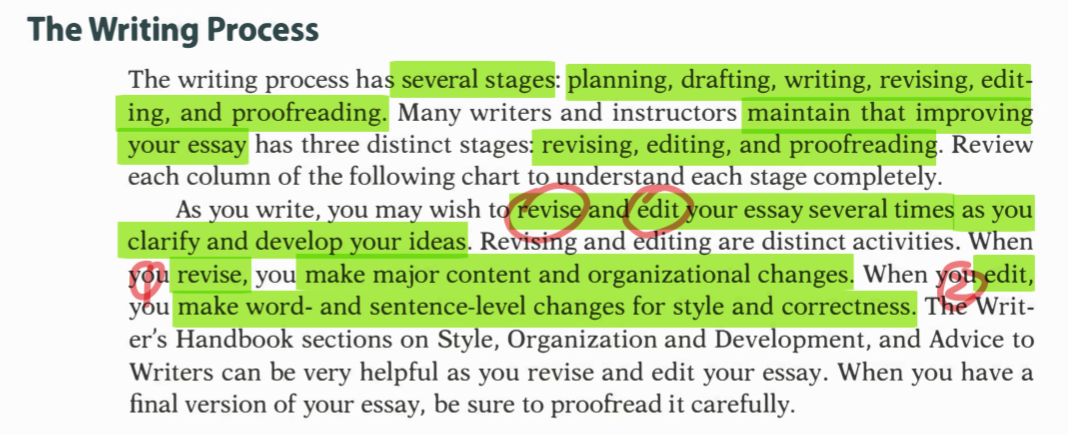 The Writing Process
The writing process has several stages: planning, drafting, writing, revising, edit-
ing, and proofreading. Many writers and instructors maintain that improving
your essay has three distinct stages: revising, editing, and proofreading. Review
each column of the following chart to understand each stage completely.
As you write, you may wish to revise and edit your essay several times as you
clarify and develop your ideas. Revising and editing are distinct activities. When
you revise, you make major content and organizational changes. When you edit,
1 2
you make word- and sentence-level changes for style and correctness. The Writ-
er's Handbook sections on Style, Organization and Development, and Advice to
Writers can be very helpful as you revise and edit your essay. When you have a
final version of your essay, be sure to proofread it carefully.